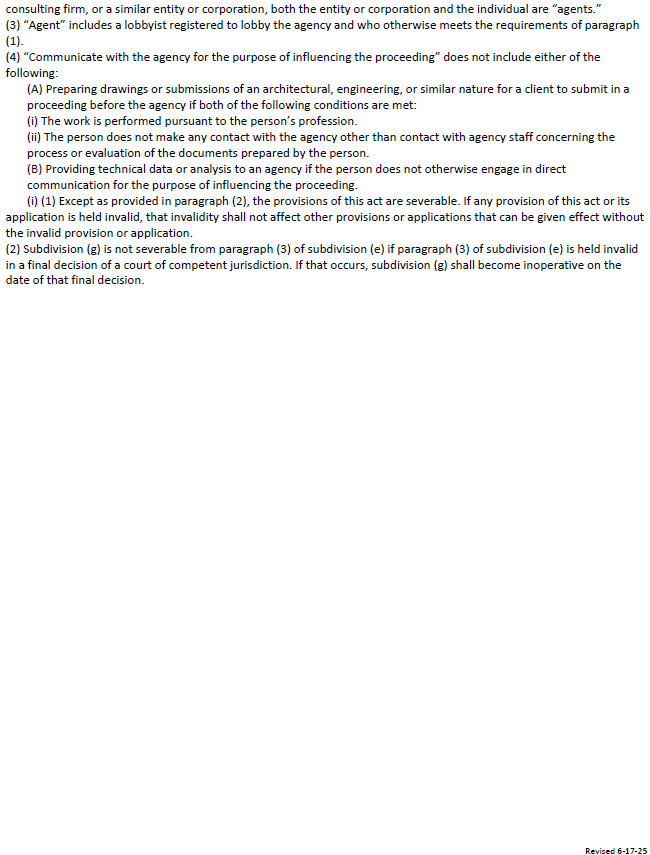 consulting firm, or a similar entity or corporation, both the entity or corporation and the individual are “agents.”
(3) “Agent” includes a lobbyist registered to lobby the agency and who otherwise meets the requirements of paragraph
(1).
(4) “Communicate with the agency for the purpose of influencing the proceeding” does not include either of the
following:
(A) Preparing drawings or submissions of an architectural, engineering, or similar nature for a client to submit in a
proceeding before the agency if both of the following conditions are met:
(i) The work is performed pursuant to the person’s profession.
(ii) The person does not make any contact with the agency other than contact with agency staff concerning the
process or evaluation of the documents prepared by the person.
(B) Providing technical data or analysis to an agency if the person does not otherwise engage in direct
communication for the purpose of influencing the proceeding.
(i) (1) Except as provided in paragraph (2), the provisions of this act are severable. If any provision of this act or its
application is held invalid, that invalidity shall not affect other provisions or applications that can be given effect without
the invalid provision or application.
(2) Subdivision (g) is not severable from paragraph (3) of subdivision (e) if paragraph (3) of subdivision (e) is held invalid
in a final decision of a court of competent jurisdiction. If that occurs, subdivision (g) shall become inoperative on the
date of that final decision.
Revised 6-17-25